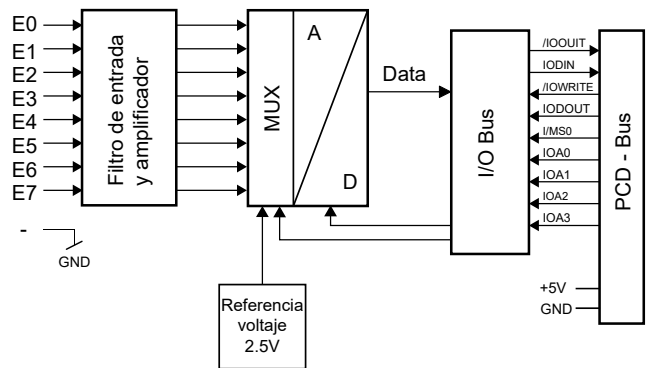 E0
E1
E2
E3
E4
E5
E6
E7
-
GND
Filtro de entrada
y amplificador
MUX
A
D
Referencia
voltaje
2.5V
Data
I/O Bus
/IOOUIT
IODIN
/IOWRITE
IODOUT
I/MS0
IOA0
IOA1
IOA2
IOA3
+5V
GND
PCD - Bus